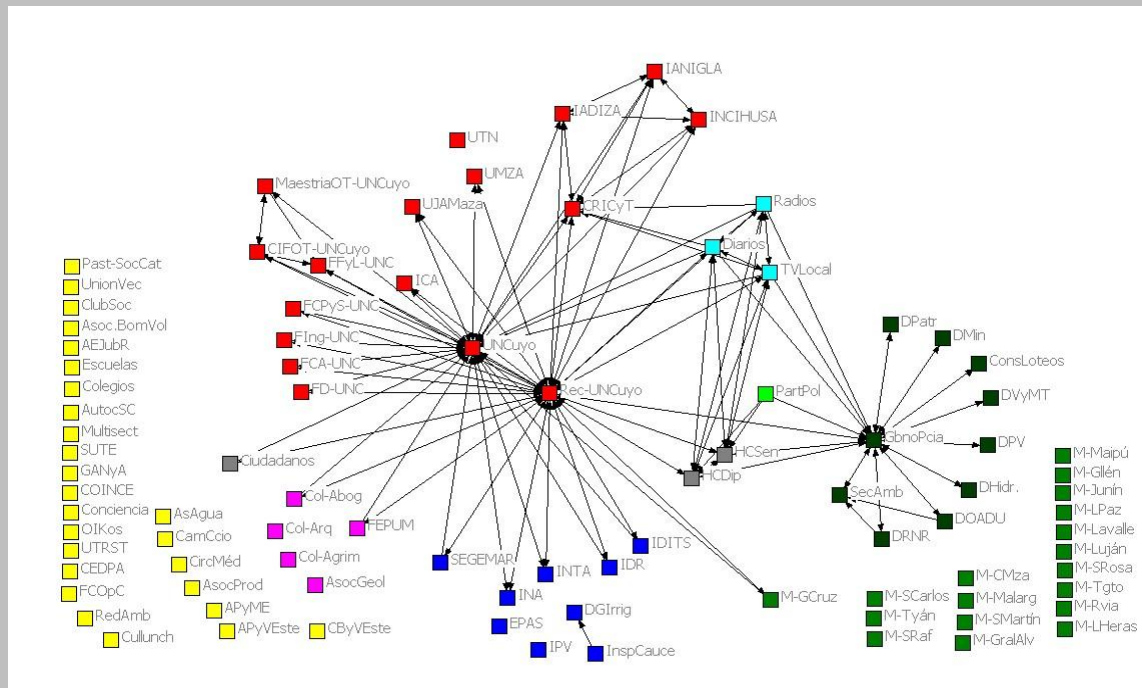 IANIGLA
IADIZA
INCIHUSA
UTN
UMZA
MaestriaOT-UNCuyo
UJAMaza
CRICyT
Radios
Diarios
TVLocal
CIFOT-UNCuyo
FFyL-UNC
ICA
FCPyS-UNC
FIng-UNC
UNCuyo
FCA-UNC
FD-UNC
Rec-UNCuyo
PartPol
DPatr
DMin
ConsLoteos
DVyMT
GbnoPcia
DPV
HCSen
HCDip
SecAmb
DHidr.
DOADU
DRNR
Ciudadanos
Col-Abog
Col-Arq
FEPUM
Col-Agrim
AsocGeol
SEGEMAR
INTA
IDR
IDITS
INA
DGIrrig
EPAS
IPV
InspCauce
M-GCruz
Past-SocCat
UnionVec
ClubSoc
Asoc.BomVol
AEJubR
Escuelas
Colegios
AutocSC
Multisect
SUTE
GANyA
COINCE
Conciencia
OIKos
UTRST
CEDPA
FCOpC
RedAmb
Cullunch
AsAgua
CamCcio
CircMéd
AsocProd
APyME
APyVEste
CByVEste
M-Maipú
M-Gllén
M-Junín
M-LPaz
M-Lavalle
M-Luján
M-SRosa
M-Tgto
M-Rvia
M-LHeras
M-CMza
M-SCarlos
M-Malarg
M-Tyán
M-SMartín
M-SRaf
M-GralAlv